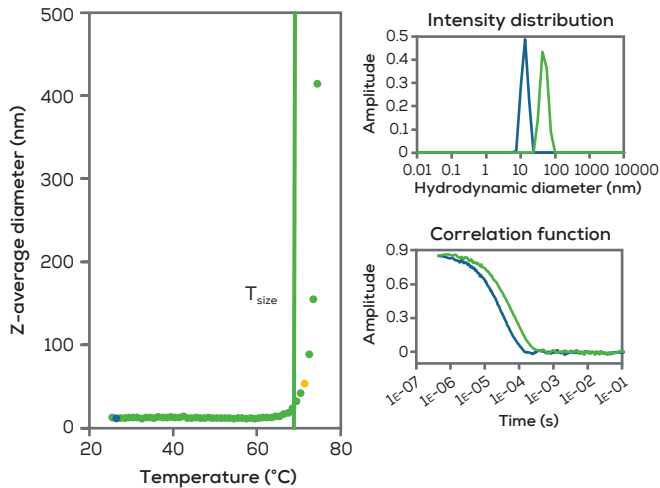 500
400
300
200
100
0
20
40
60
80
Z-average diameter (nm)
Temperature (°C)
Tsize
Intensity distribution
0.5
0.4
0.3
0.2
0.1
0
Amplitude
0.01
0.1
1
10
100
1000
10000
Hydrodynamic diameter (nm)
Correlation function
0.9
0.6
0.3
0
Amplitude
1E-07
1E-06
1E-05
1E-04
1E-03
1E-02
1E-01
Time (s)